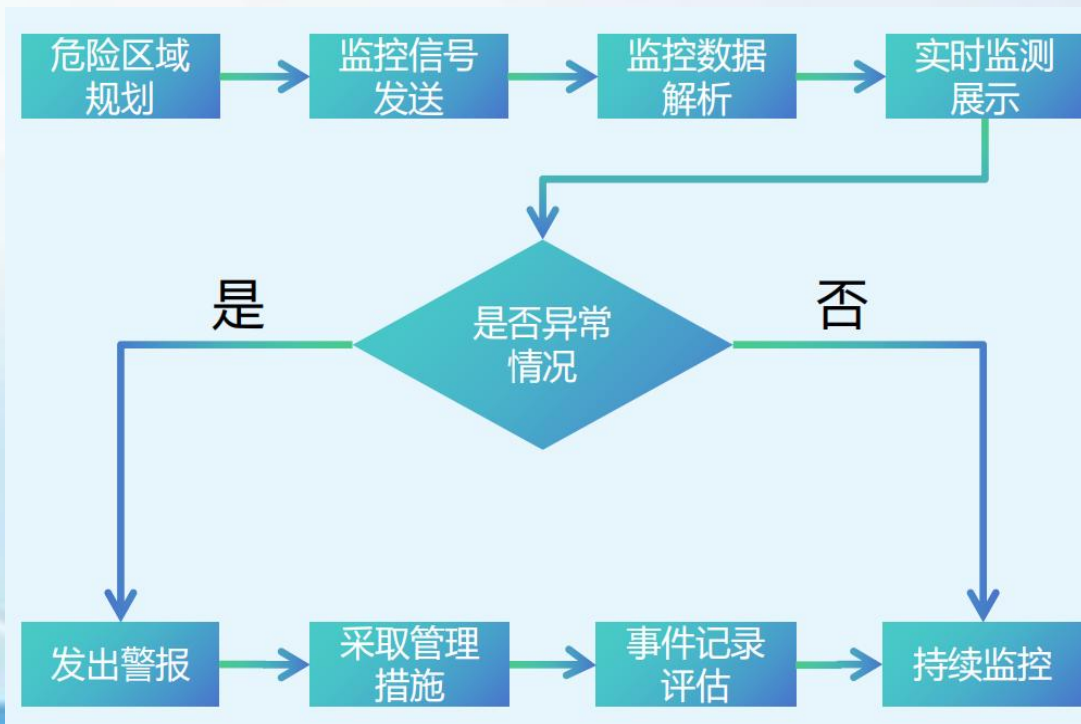 危险区域
规划
监控信号
发送
监控数据
解析
实时监测
展示
是
是否异常
情况
否
发出警报
采取管理
措施
事件记录
评估
持续监控